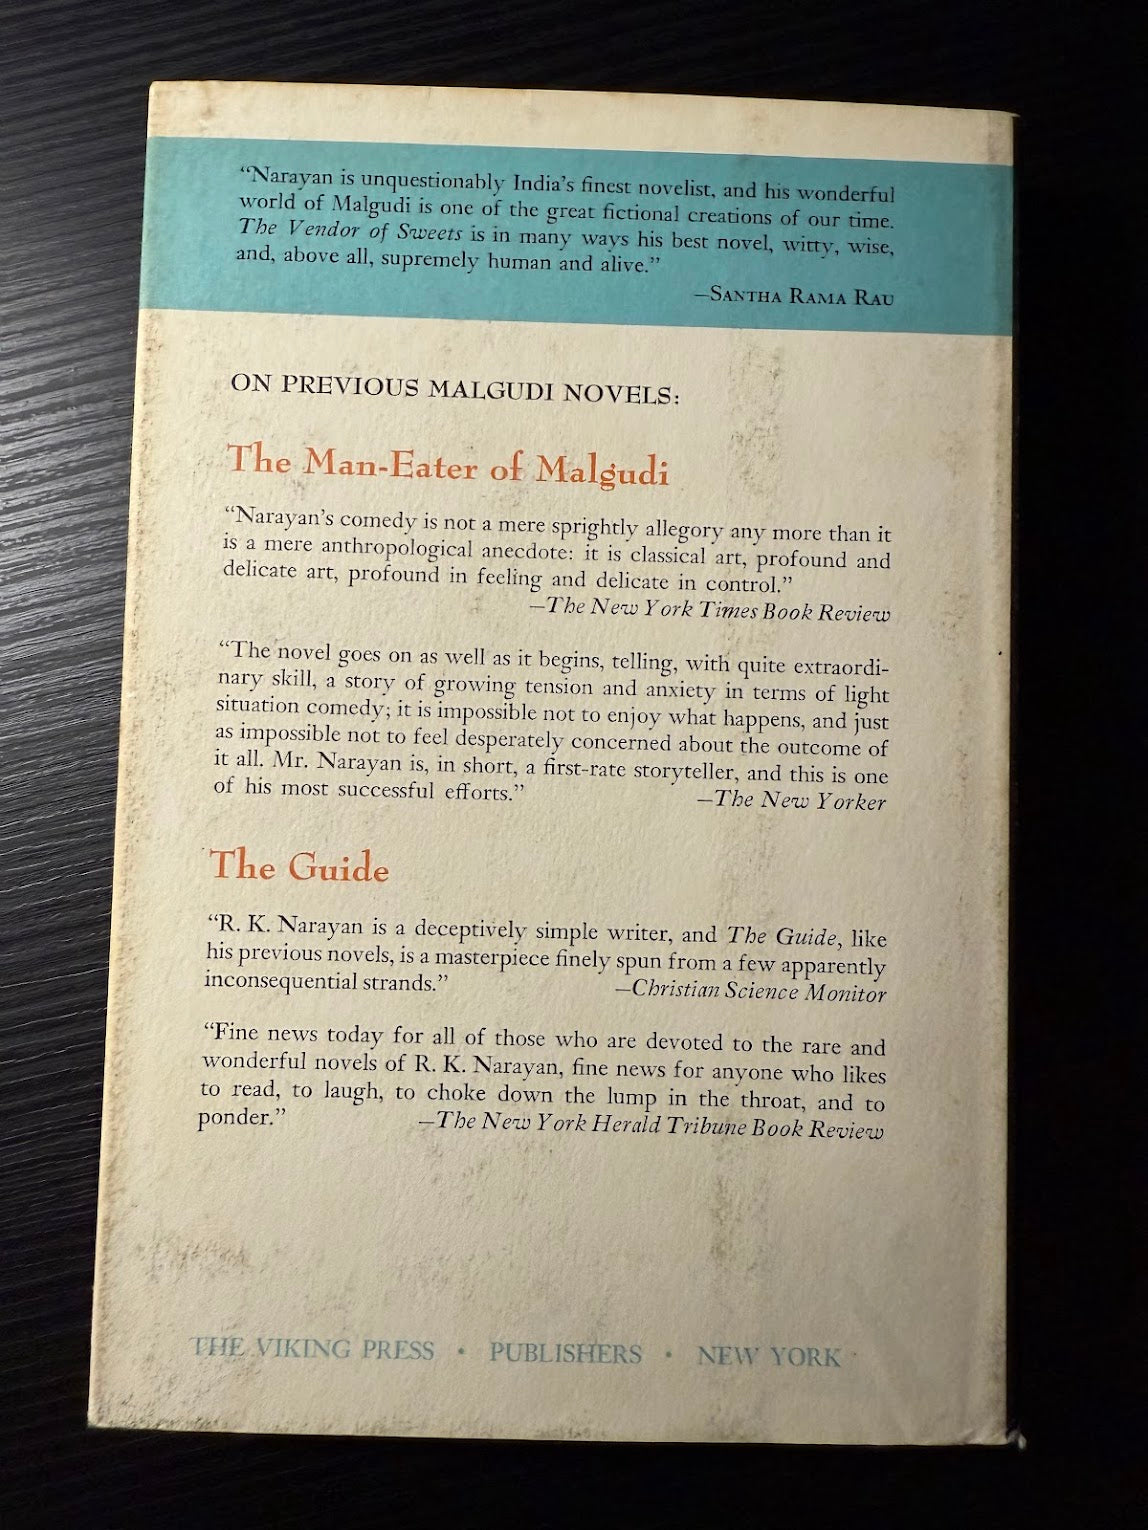 “Narayan is unquestionably India’s finest novelist, and his wonderful
world of Malgudi is one of the great fictional creations of our time.
The Vendor of Sweets is in many ways his best novel, witty, wise,
and, above all, supremely human and alive.”
—Santha Rama Rau
ON PREVIOUS MALGUDI NOVELS:
The Man-Eater of Malgudi
“Narayan’s comedy is not a mere sprightly allegory any more than it
is a mere anthropological anecdote: it is classical art, profound and
delicate art, profound in feeling and delicate in control.”
—The New York Times Book Review
“The novel goes on as well as it begins, telling, with quite extraordi-
nary skill, a story of growing tension and anxiety in terms of light
situation comedy; it is impossible not to enjoy what happens, and just
as impossible not to feel desperately concerned about the outcome of
it all. Mr. Narayan is, in short, a first-rate storyteller, and this is one
of his most successful efforts.” —The New Yorker
The Guide
“R. K. Narayan is a deceptively simple writer, and The Guide, like
his previous novels, is a masterpiece finely spun from a few apparently
inconsequential strands.” —Christian Science Monitor
“Fine news today for all of those who are devoted to the rare and
wonderful novels of R. K. Narayan, fine news for anyone who likes
to read, to laugh, to choke down the lump in the throat, and to
ponder.” —The New York Herald Tribune Book Review
THE VIKING PRESS • PUBLISHERS • NEW YORK